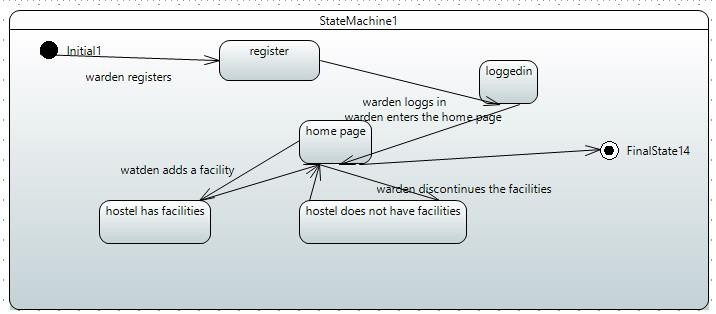 StateMachine1
Initial1
register
warden registers
loggedin
warden loggs in
warden enters the home page
home page
FinalState14
watden adds a facility
warden discontinues the facilities
hostel has facilities
hostel does not have facilities